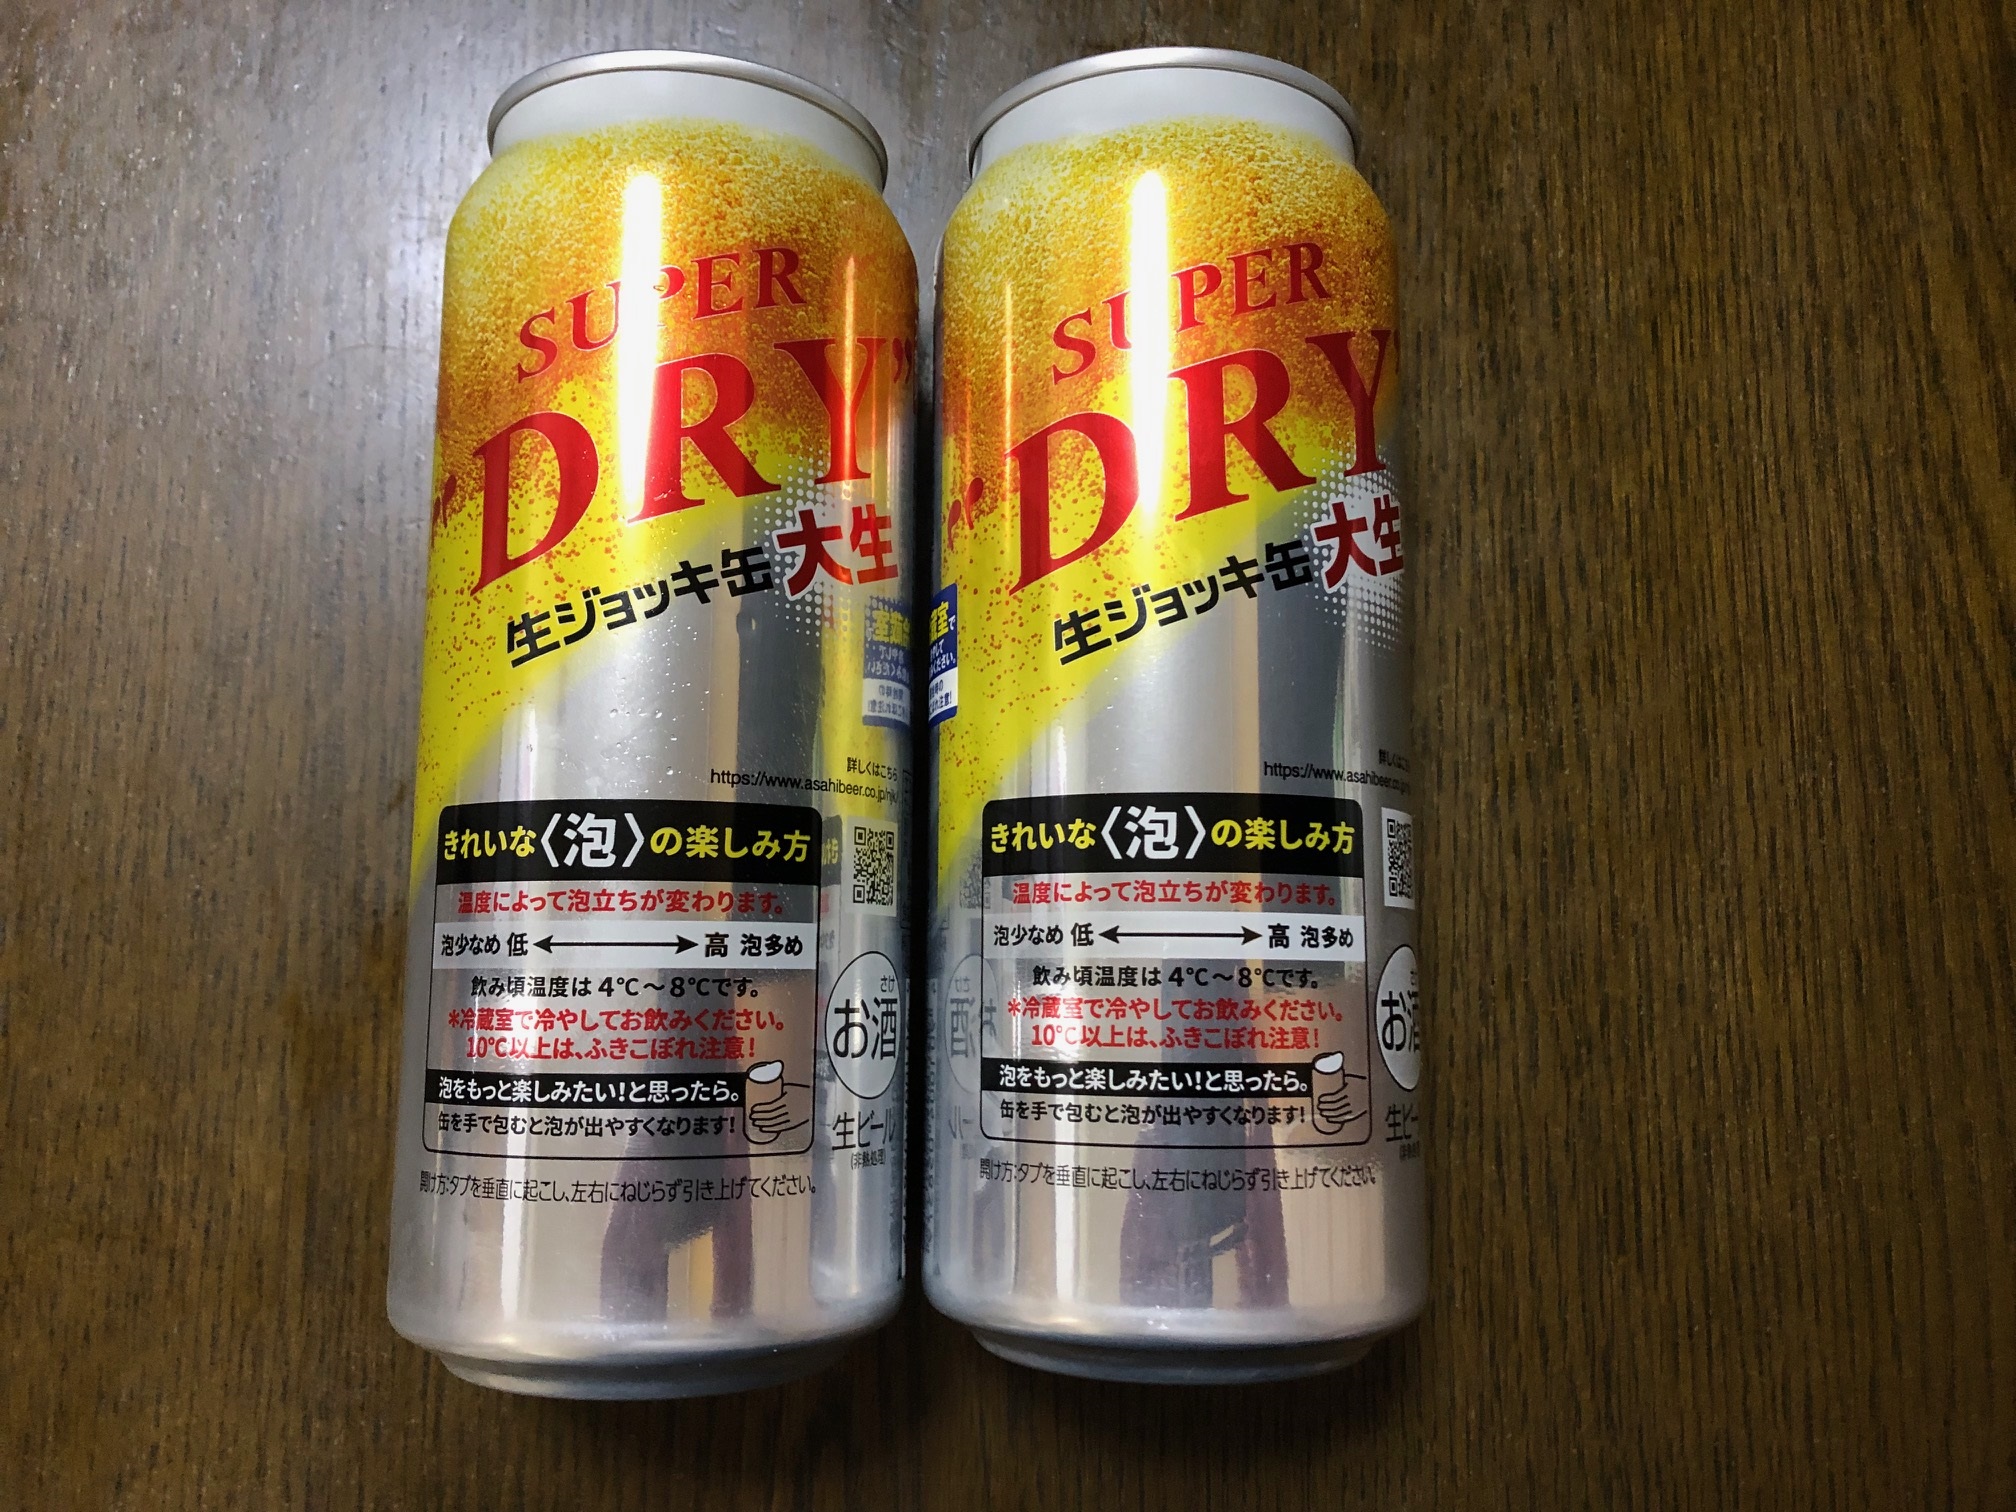 SUPER
"DRY"
生ジョッキ缶 大生
詳しくはこちら
https://www.asahibeer.co.jp/njk/
きれいな〈泡〉の楽しみ方
温度によって泡立ちが変わります。
泡少なめ 低 ⟷ 高 泡多め
飲み頃温度は 4℃〜8℃です。
*冷蔵室で冷やしてお飲みください。
10℃以上は、ふきこぼれ注意!
泡をもっと楽しみたい!と思ったら。
缶を手で包むと泡が出やすくなります!
開け方:タブを垂直に起こし、左右にねじらず引き上げてください。
さけ
お酒
生ビール
(非熱処理)
SUPER
"DRY
生ジョッキ缶 大生
詳しくはこち
https://www.asahibeer.co.jp
きれいな〈泡〉の楽しみ方
温度によって泡立ちが変わります。
泡少なめ 低 ⟷ 高 泡多め
飲み頃温度は 4℃〜8℃です。
*冷蔵室で冷やしてお飲みください。
10℃以上は、ふきこぼれ注意!
泡をもっと楽しみたい!と思ったら。
缶を手で包むと泡が出やすくなります!
開け方:タブを垂直に起こし、左右にねじらず引き上げてください。
お酒
生ビー